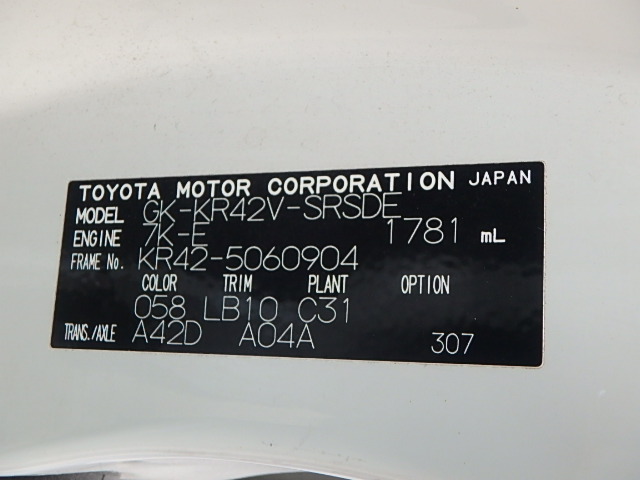 TOYOTA MOTOR CORPORATION JAPAN
MODEL GK-KR42V-SRSDE
ENGINE 7K-E 1781 mL
FRAME No. KR42-5060904
COLOR TRIM PLANT OPTION
058 LB10 C31
TRANS./AXLE A42D A04A 307